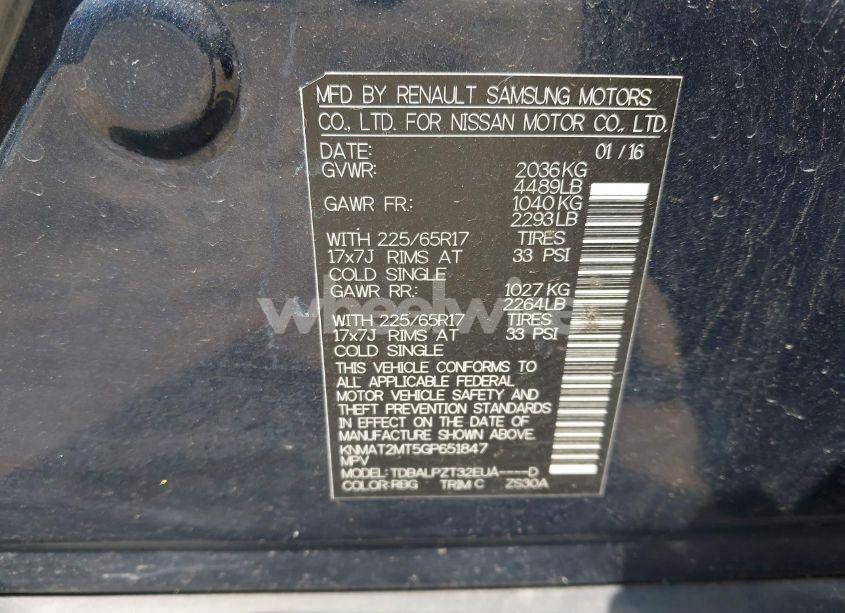 MFD BY RENAULT SAMSUNG MOTORS
CO., LTD. FOR NISSAN MOTOR CO., LTD.
DATE: 01/16
GVWR: 2036KG
4489LB
GAWR FR.: 1040KG
2293LB
WITH 225/65R17 TIRES
17x7J RIMS AT 33 PSI
COLD SINGLE
GAWR RR.: 1027KG
2264LB
WITH 225/65R17 TIRES
17x7J RIMS AT 33 PSI
COLD SINGLE
THIS VEHICLE CONFORMS TO
ALL APPLICABLE FEDERAL
MOTOR VEHICLE SAFETY AND
THEFT PREVENTION STANDARDS
IN EFFECT ON THE DATE OF
MANUFACTURE SHOWN ABOVE.
KNMAT2MT5GP651847
MPV
MODEL: TDBALPZT32EUA----D
COLOR:RBG TRIM:C ZS30A